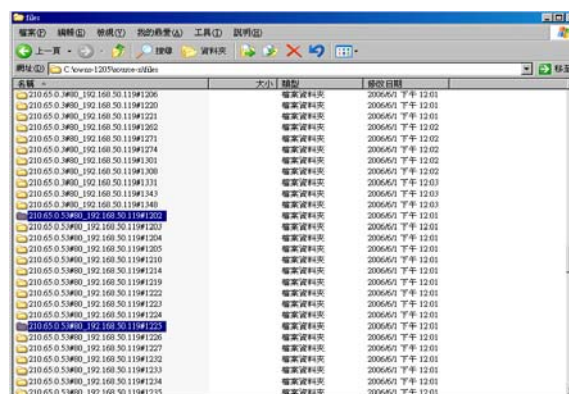 files
檔案(F) 編輯(E) 檢視(V) 我的最愛(A) 工具(T) 說明(H)
上一頁 搜尋 資料夾
網址(D)
移至
名稱 大小 類型 修改日期
210.65.0.3#80_192.168.50.119#1206 檔案資料夾 2006/6/1 下午 12:01
210.65.0.3#80_192.168.50.119#1220 檔案資料夾 2006/6/1 下午 12:01
210.65.0.3#80_192.168.50.119#1221 檔案資料夾 2006/6/1 下午 12:01
210.65.0.3#80_192.168.50.119#1262 檔案資料夾 2006/6/1 下午 12:02
210.65.0.3#80_192.168.50.119#1271 檔案資料夾 2006/6/1 下午 12:02
210.65.0.3#80_192.168.50.119#1274 檔案資料夾 2006/6/1 下午 12:02
210.65.0.3#80_192.168.50.119#1301 檔案資料夾 2006/6/1 下午 12:02
210.65.0.3#80_192.168.50.119#1308 檔案資料夾 2006/6/1 下午 12:02
210.65.0.3#80_192.168.50.119#1331 檔案資料夾 2006/6/1 下午 12:03
210.65.0.3#80_192.168.50.119#1343 檔案資料夾 2006/6/1 下午 12:03
210.65.0.3#80_192.168.50.119#1348 檔案資料夾 2006/6/1 下午 12:03
210.65.0.53#80_192.168.50.119#1202 檔案資料夾 2006/6/1 下午 12:01
210.65.0.53#80_192.168.50.119#1203 檔案資料夾 2006/6/1 下午 12:01
210.65.0.53#80_192.168.50.119#1204 檔案資料夾 2006/6/1 下午 12:01
210.65.0.53#80_192.168.50.119#1205 檔案資料夾 2006/6/1 下午 12:01
210.65.0.53#80_192.168.50.119#1210 檔案資料夾 2006/6/1 下午 12:01
210.65.0.53#80_192.168.50.119#1214 檔案資料夾 2006/6/1 下午 12:01
210.65.0.53#80_192.168.50.119#1219 檔案資料夾 2006/6/1 下午 12:01
210.65.0.53#80_192.168.50.119#1222 檔案資料夾 2006/6/1 下午 12:01
210.65.0.53#80_192.168.50.119#1223 檔案資料夾 2006/6/1 下午 12:01
210.65.0.53#80_192.168.50.119#1224 檔案資料夾 2006/6/1 下午 12:01
210.65.0.53#80_192.168.50.119#1225 檔案資料夾 2006/6/1 下午 12:01
210.65.0.53#80_192.168.50.119#1226 檔案資料夾 2006/6/1 下午 12:01
210.65.0.53#80_192.168.50.119#1227 檔案資料夾 2006/6/1 下午 12:01
210.65.0.53#80_192.168.50.119#1232 檔案資料夾 2006/6/1 下午 12:01
210.65.0.53#80_192.168.50.119#1233 檔案資料夾 2006/6/1 下午 12:01
210.65.0.53#80_192.168.50.119#1234 檔案資料夾 2006/6/1 下午 12:01
210.65.0.53#80_192.168.50.119#1235 檔案資料夾 2006/6/1 下午 12:01